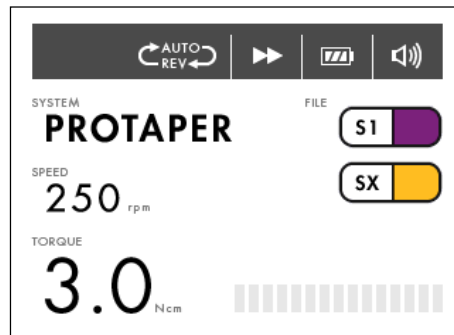 AUTO
REV
SYSTEM
PROTAPER
FILE
S1
SX
SPEED
250 rpm
TORQUE
3.0 Ncm